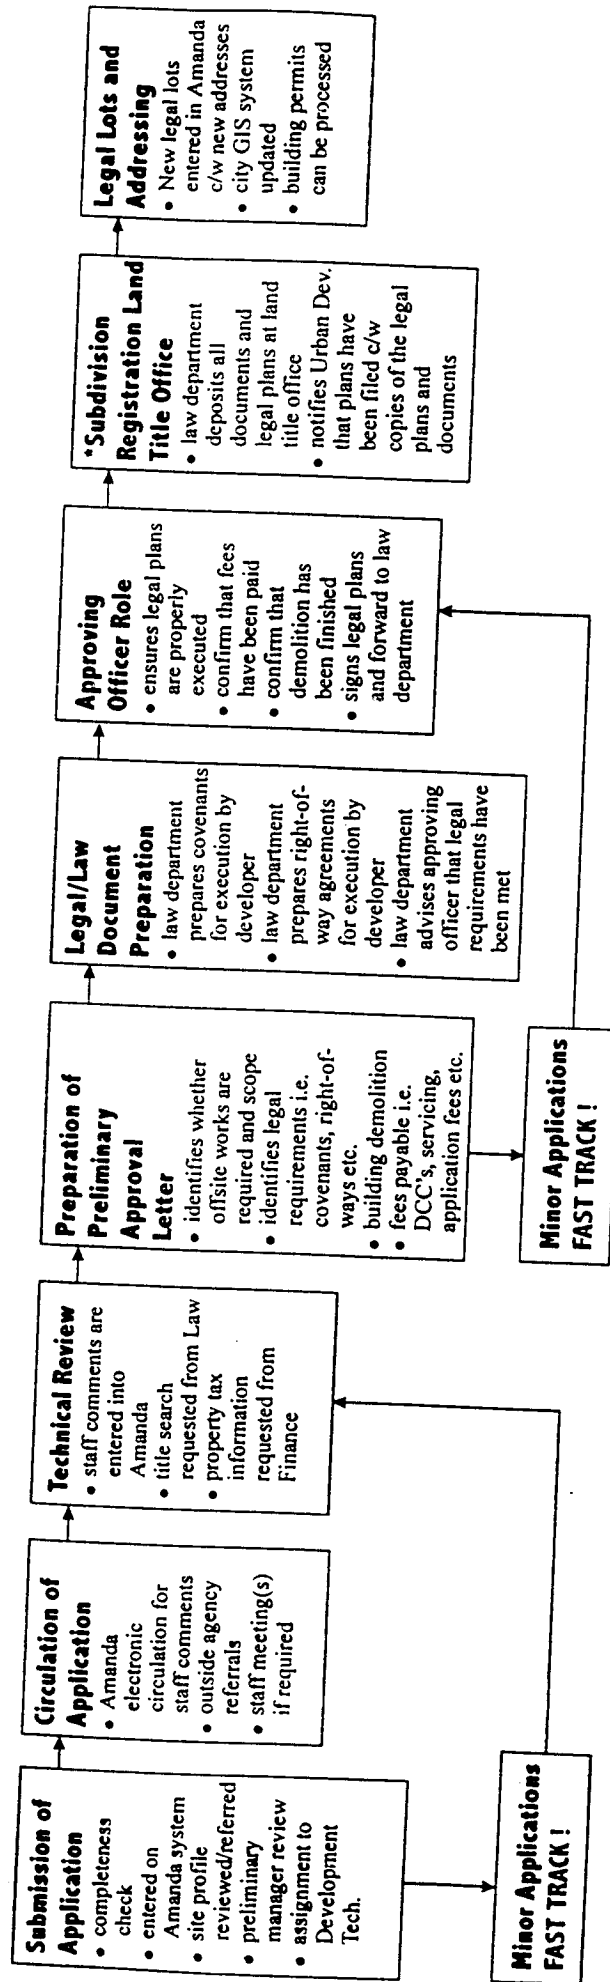 Submission of
Application
• completeness
check
• entered on
Amanda system
• site profile
reviewed/referred
• preliminary
manager review
• assignment to
Development
Tech.
Minor Applications
FAST TRACK !
Circulation of
Application
• Amanda
electronic
circulation for
staff comments
• outside agency
referrals
• staff meeting(s)
if required
Technical Review
• staff comments are
entered into
Amanda
• title search
requested from Law
• property tax
information
requested from
Finance
Preparation of
Preliminary
Approval
Letter
• identifies whether
offsite works are
required and scope
• identifies legal
requirements i.e.
covenants, right-of-
ways etc.
• building demolition
• fees payable i.e.
DCC's, servicing,
application fees etc.
Minor Applications
FAST TRACK !
Legal/Law
Document
Preparation
• law department
prepares covenants
for execution by
developer
• law department
prepares right-of-
way agreements
for execution by
developer
• law department
advises approving
officer that legal
requirements have
been met
Approving
Officer Role
• ensures legal plans
are properly
executed
• confirm that fees
have been paid
• confirm that
demolition has
been finished
• signs legal plans
and forward to law
department
*Subdivision
Registration Land
Title Office
• law department
deposits all
documents and
legal plans at land
title office
• notifies Urban Dev.
that plans have
been filed c/w
copies of the legal
plans and
documents
Legal Lots and
Addressing
• New legal lots
entered in Amanda
c/w new addresses
• city GIS system
updated
• building permits
can be processed